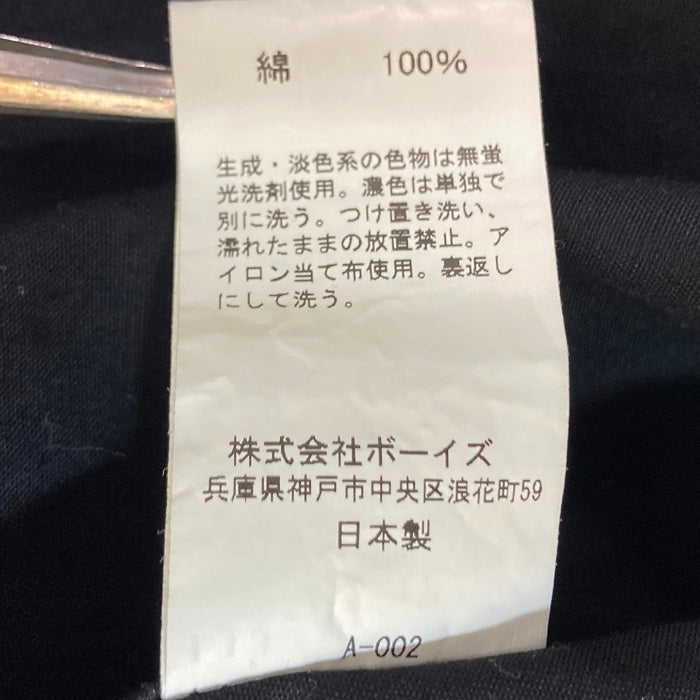 綿 100%
生成・淡色系の色物は無蛍
光洗剤使用。濃色は単独で
別に洗う。つけ置き洗い、
濡れたままの放置禁止。ア
イロン当て布使用。裏返し
にして洗う。
株式会社ボーイズ
兵庫県神戸市中央区浪花町59
日本製
A-002